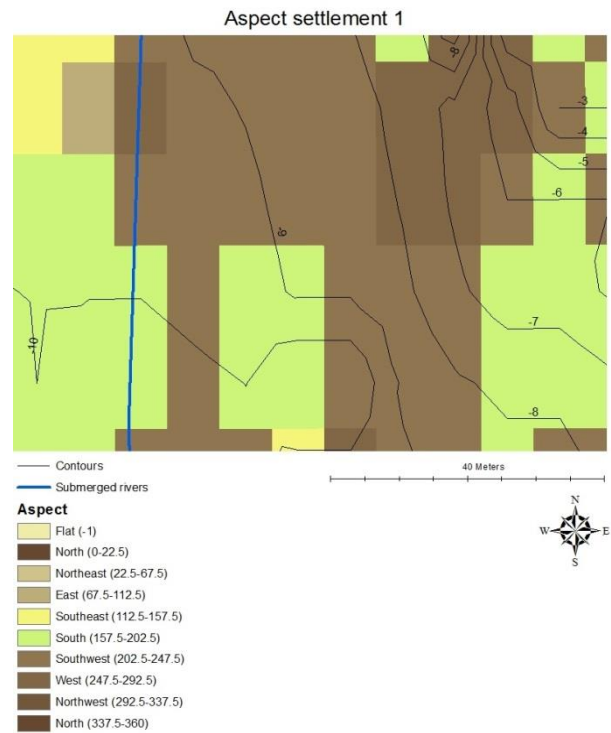 Aspect settlement 1
-8
-3
-4
-5
-6
-9
-7
-10
-8
Contours
Submerged rivers
40 Meters
Aspect
Flat (-1)
North (0-22.5)
Northeast (22.5-67.5)
East (67.5-112.5)
Southeast (112.5-157.5)
South (157.5-202.5)
Southwest (202.5-247.5)
West (247.5-292.5)
Northwest (292.5-337.5)
North (337.5-360)
N
W E
S